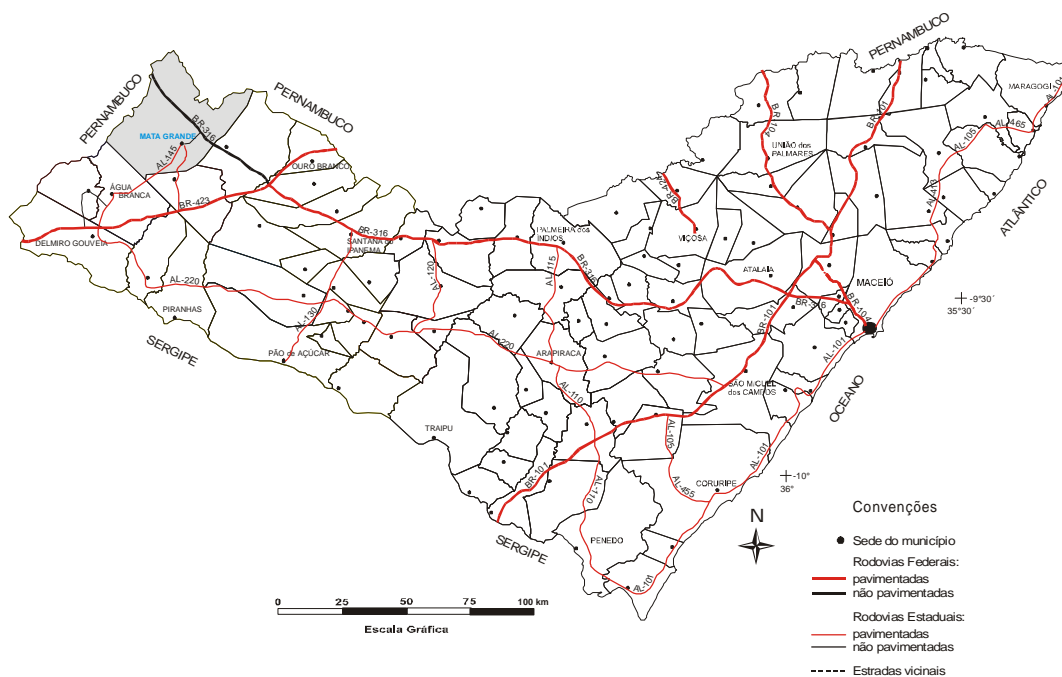 PERNAMBUCO
MARAGOGI
AL-101
AL-465
AL-105
BR-101
BR-104
UNIÃO dos
PALMARES
PERNAMBUCO
PERNAMBUCO
BR-316
MATA GRANDE
AL-145
OURO BRANCO
ÁGUA
BRANCA
BR-423
DELMIRO GOUVEIA
BR-316
SANTANA do
IPANEMA
PALMEIRA dos
ÍNDIOS
VIÇOSA
AL-413
ATLÂNTICO
AL-220
AL-120
AL-115
BR-316
ATALAIA
MACEIÓ
BR-316
BR-104
-9°30´
35°30´
PIRANHAS
AL-130
SERGIPE
PÃO de AÇÚCAR
AL-220
ARAPIRACA
BR-101
AL-101
AL-110
SÃO MIGUEL
dos CAMPOS
OCEANO
TRAIPU
AL-105
AL-101
BR-101
AL-110
AL-455
CORURIPE
-10°
36°
SERGIPE
PENEDO
AL-101
N
0 25 50 75 100 km
Escala Gráfica
Convenções
Sede do município
Rodovias Federais:
pavimentadas
não pavimentadas
Rodovias Estaduais:
pavimentadas
não pavimentadas
Estradas vicinais